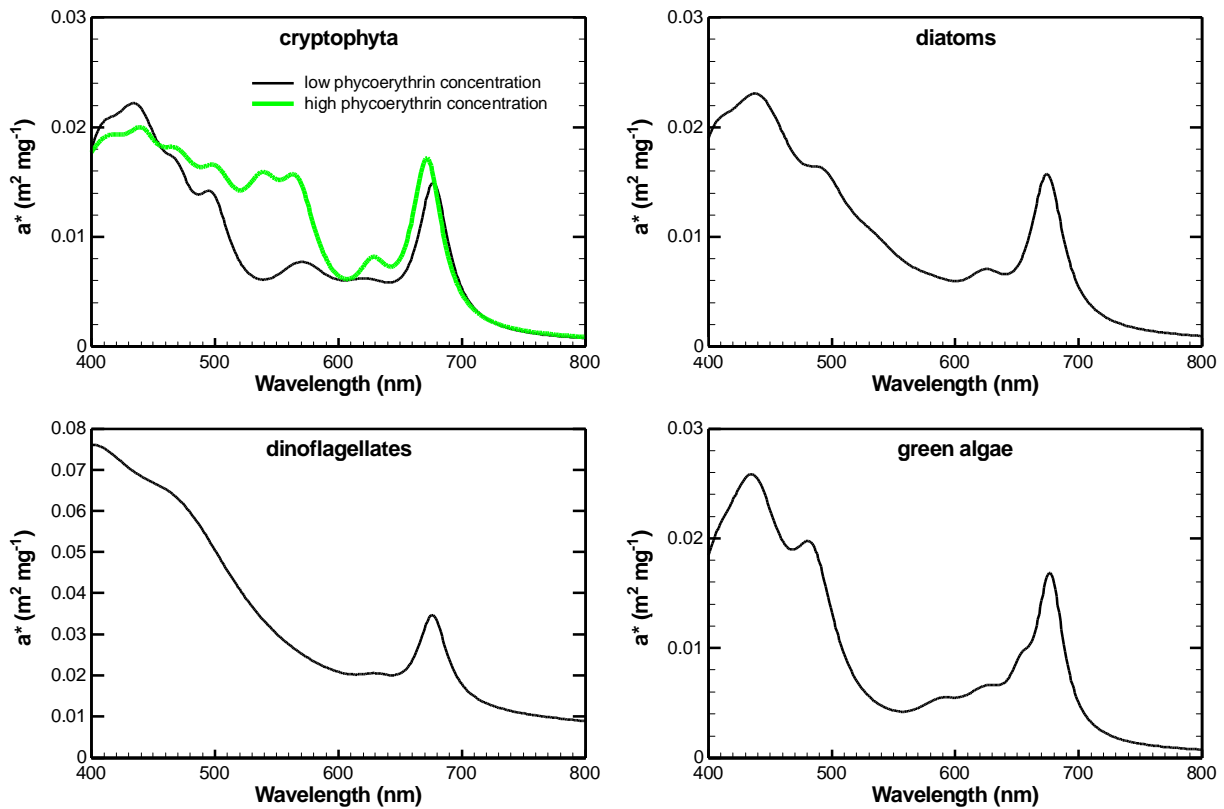 cryptophyta
low phycoerythrin concentration
high phycoerythrin concentration
0.03
0.02
0.01
0
a* (m² mg⁻¹)
400 500 600 700 800
Wavelength (nm)
diatoms
0.03
0.02
0.01
0
a* (m² mg⁻¹)
400 500 600 700 800
Wavelength (nm)
dinoflagellates
0.08
0.07
0.06
0.05
0.04
0.03
0.02
0.01
0
a* (m² mg⁻¹)
400 500 600 700 800
Wavelength (nm)
green algae
0.03
0.02
0.01
0
a* (m² mg⁻¹)
400 500 600 700 800
Wavelength (nm)